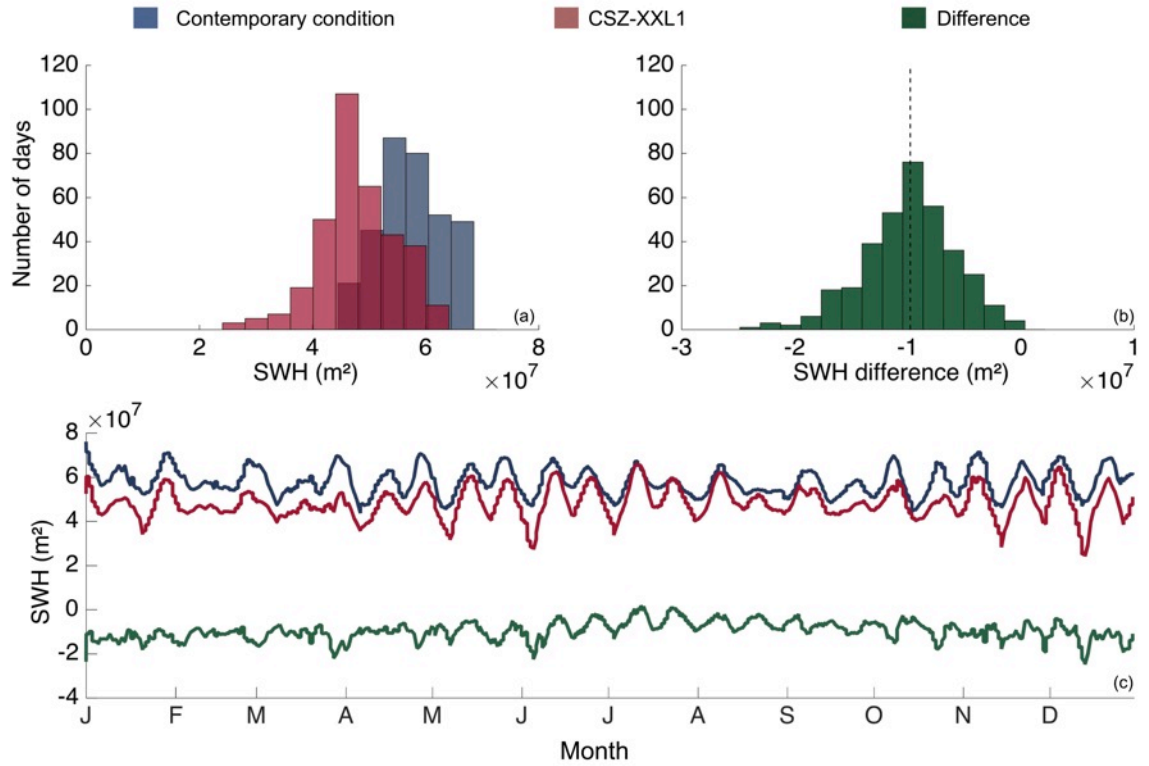 Contemporary condition CSZ-XXL1 Difference
120 120
100 100
80 80
60 60
40 40
20 20
0 0
Number of days
(a) (b)
0 2 4 6 8 -3 -2 -1 0 1
SWH (m²) ×10⁷ SWH difference (m²) ×10⁷
×10⁷
8
6
4
2
0
-2
-4
SWH (m²)
(c)
J F M A M J J A S O N D
Month